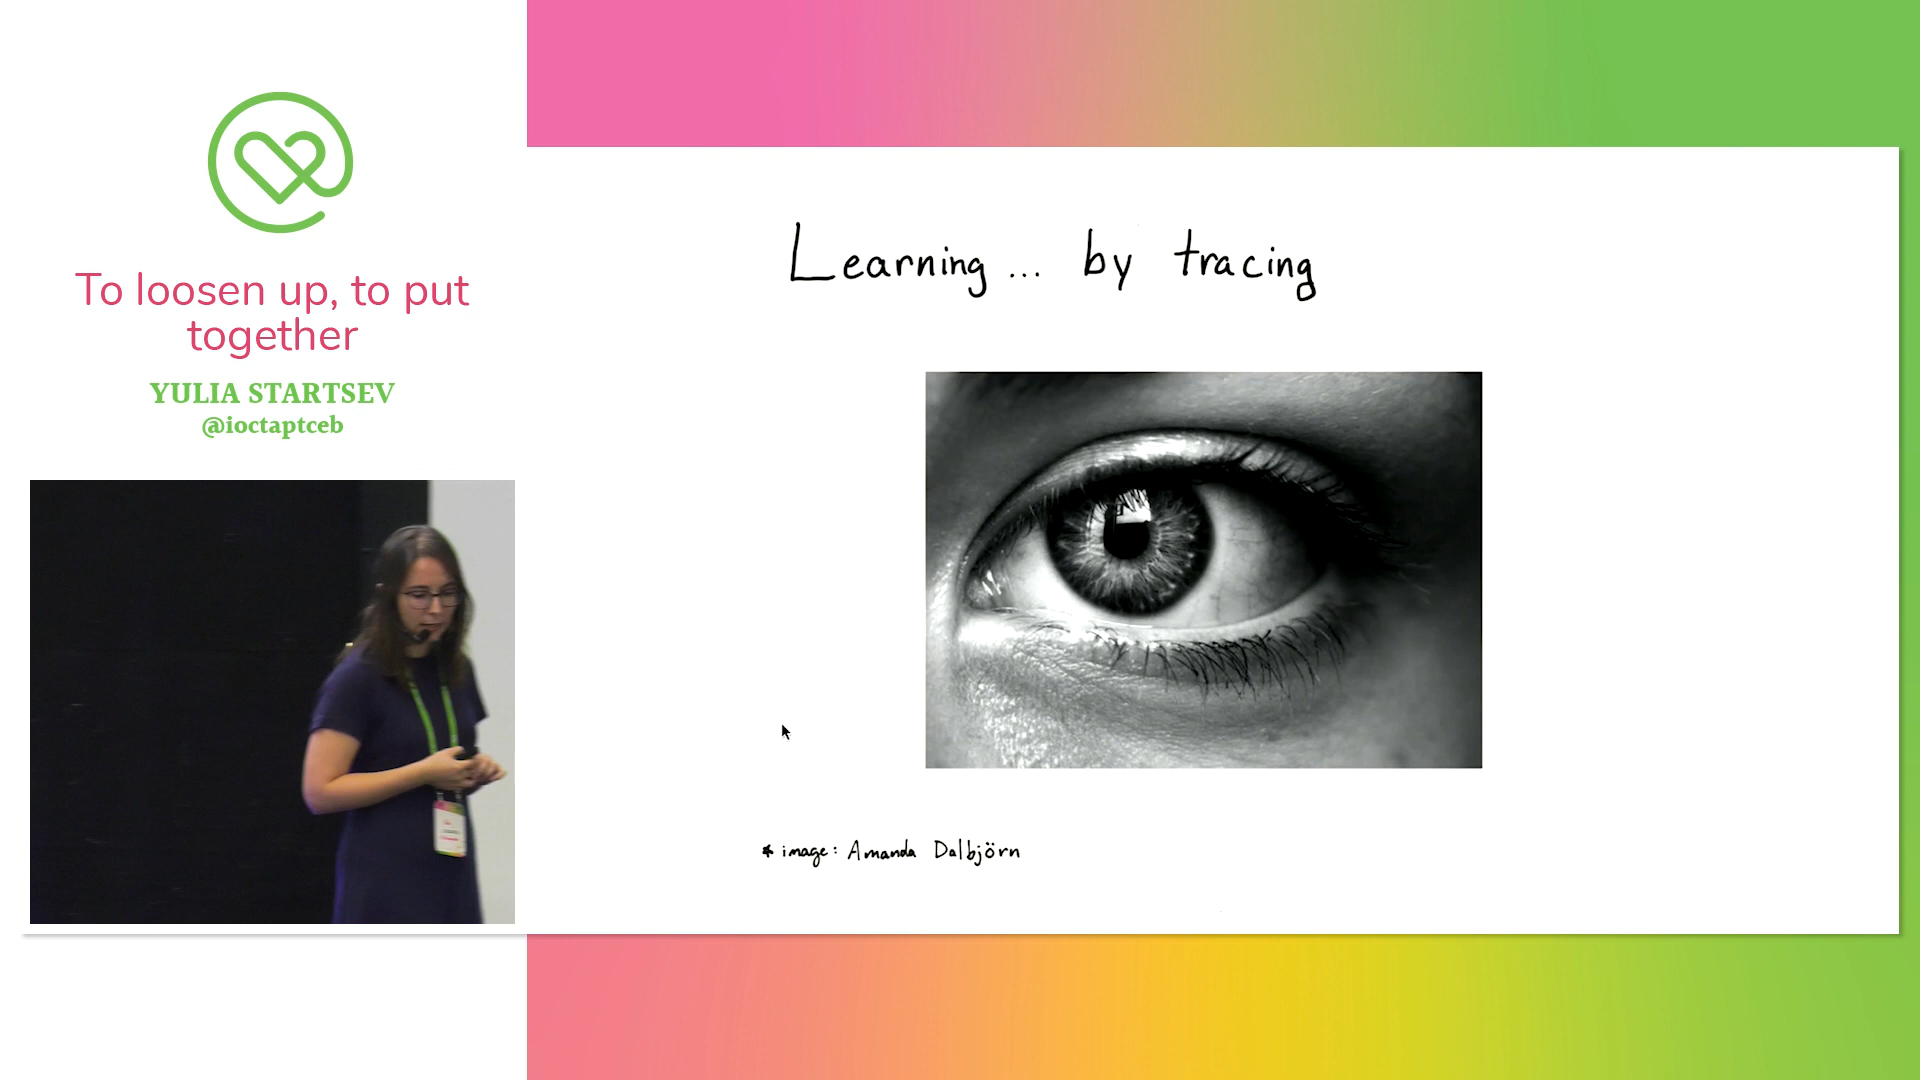 To loosen up, to put
together
YULIA STARTSEV
@ioctaptceb
Learning ... by tracing
* image: Amanda Dalbjörn